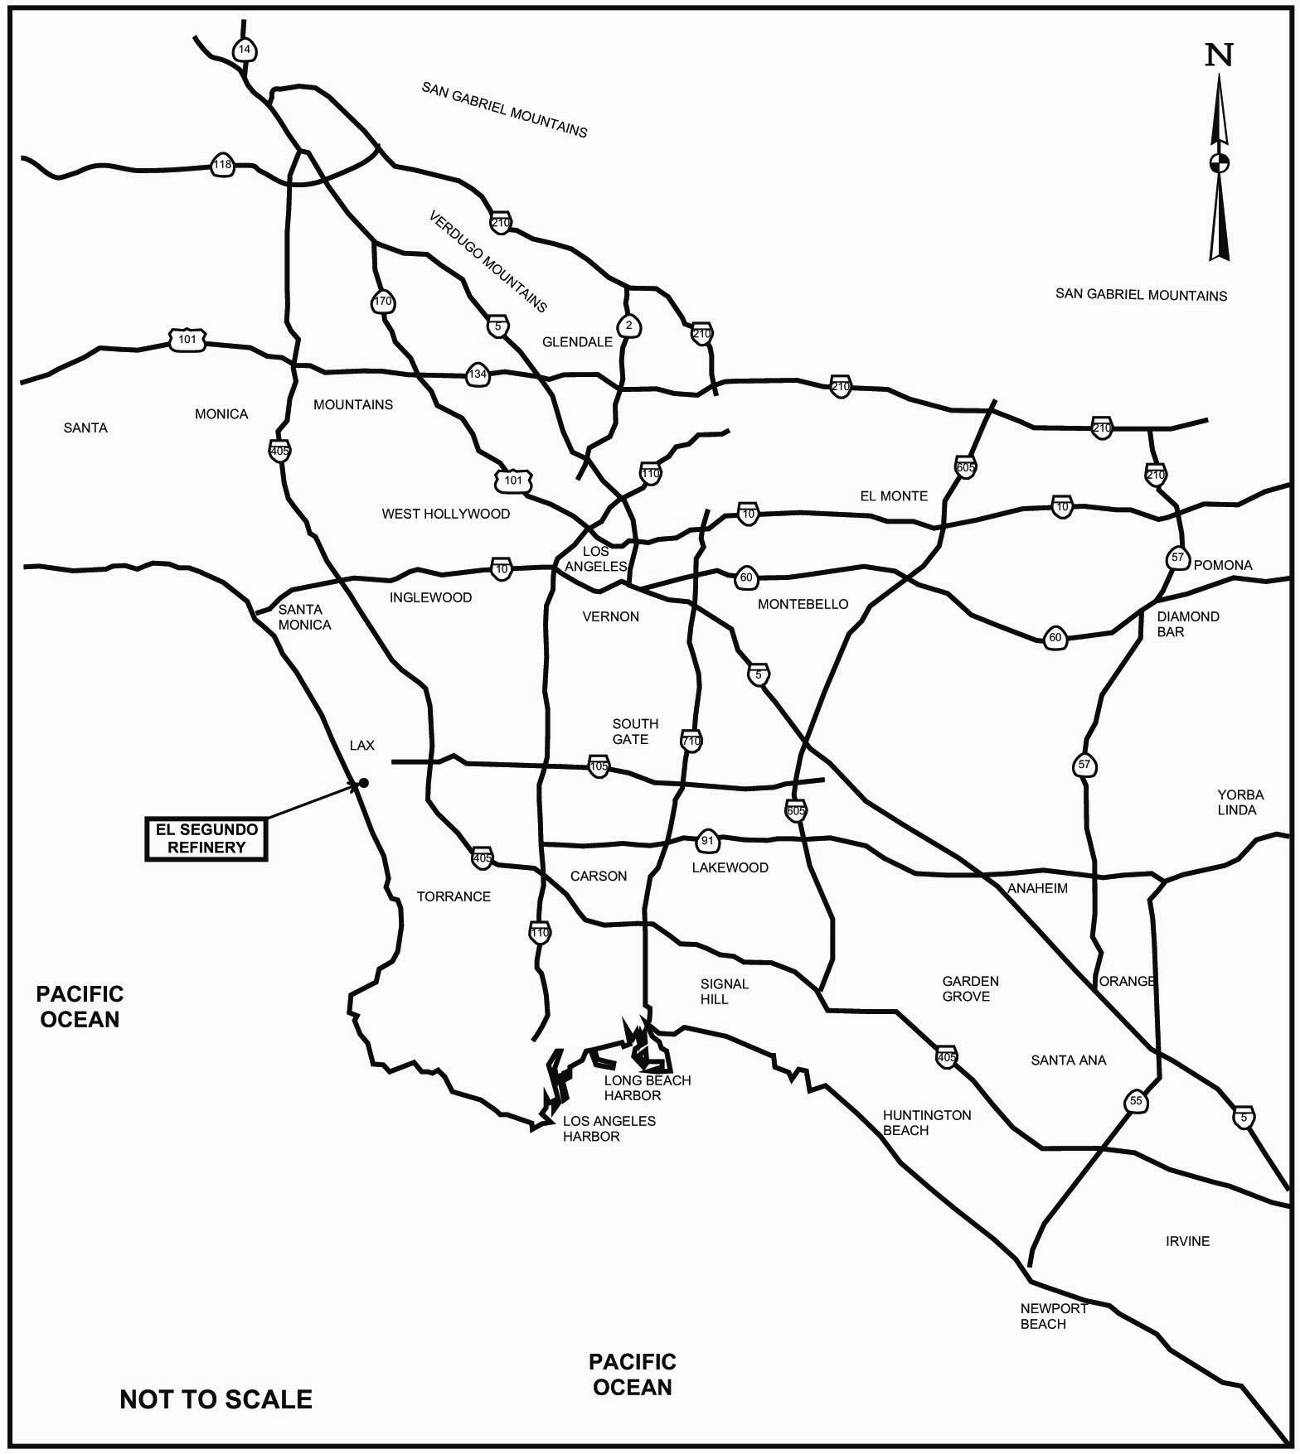 N
14
SAN GABRIEL MOUNTAINS
118
210
VERDUGO MOUNTAINS
SAN GABRIEL MOUNTAINS
170
5
2
210
101
GLENDALE
134
210
MOUNTAINS
MONICA
SANTA
210
405
110
605
210
101
EL MONTE
WEST HOLLYWOOD
10
10
LOS
ANGELES
57
POMONA
10
60
INGLEWOOD
MONTEBELLO
SANTA
MONICA
VERNON
DIAMOND
BAR
60
5
SOUTH
GATE
LAX
710
105
57
YORBA
LINDA
605
EL SEGUNDO
REFINERY
91
405
LAKEWOOD
CARSON
ANAHEIM
TORRANCE
110
PACIFIC
OCEAN
SIGNAL
HILL
GARDEN
GROVE
ORANGE
405
SANTA ANA
LONG BEACH
HARBOR
55
HUNTINGTON
BEACH
5
LOS ANGELES
HARBOR
IRVINE
NEWPORT
BEACH
PACIFIC
OCEAN
NOT TO SCALE